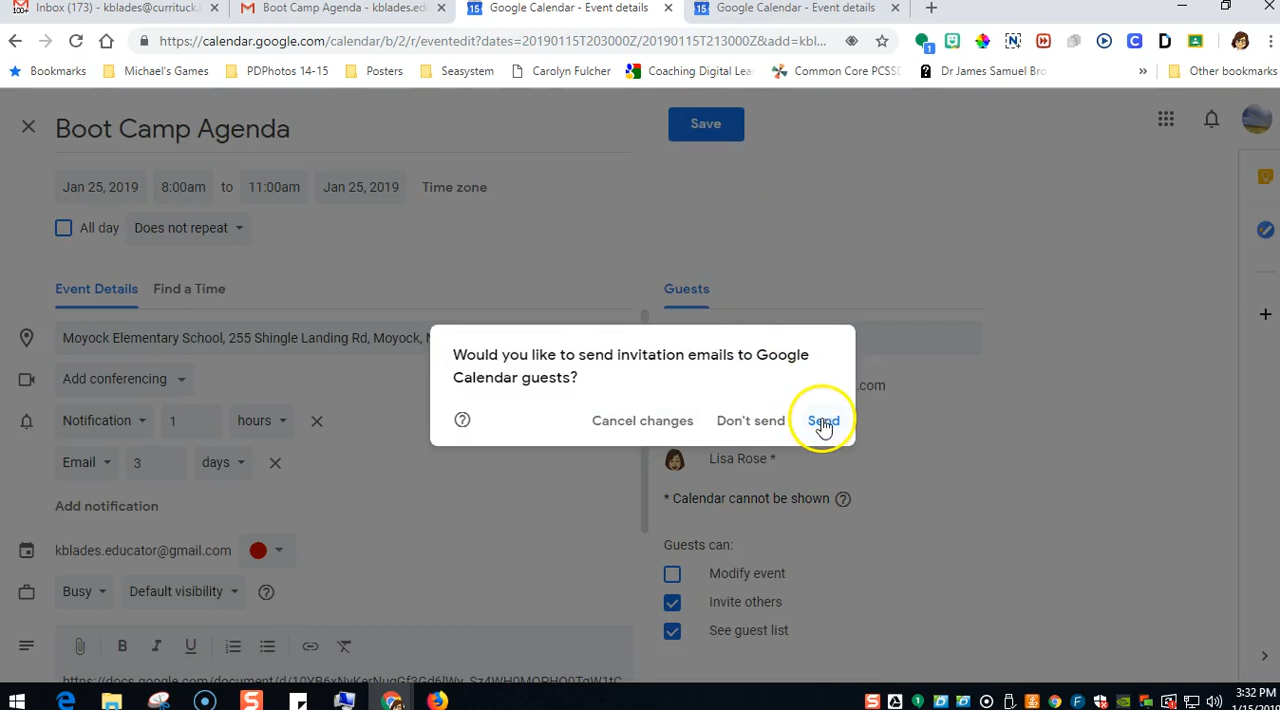 Inbox (173) - kblades@currituck.k
Boot Camp Agenda - kblades.edu
Google Calendar - Event details
Google Calendar - Event details
https://calendar.google.com/calendar/b/2/r/eventedit?dates=20190115T203000Z/20190115T213000Z&add=kbl...
Bookmarks
Michael's Games
PDPhotos 14-15
Posters
Seasystem
Carolyn Fulcher
Coaching Digital Lea
Common Core PCSSD
Dr James Samuel Bro
»
Other bookmarks
Boot Camp Agenda
Save
Jan 25, 2019 8:00am to 11:00am Jan 25, 2019 Time zone
All day Does not repeat
Event Details Find a Time
Guests
Moyock Elementary School, 255 Shingle Landing Rd, Moyock, N
Would you like to send invitation emails to Google
Calendar guests?
Cancel changes Don't send Send
Add conferencing
.com
Notification 1 hours
Email 3 days
Lisa Rose *
* Calendar cannot be shown
Add notification
Guests can:
kblades.educator@gmail.com
Modify event
Busy Default visibility
Invite others
See guest list
B I U
3:32 PM